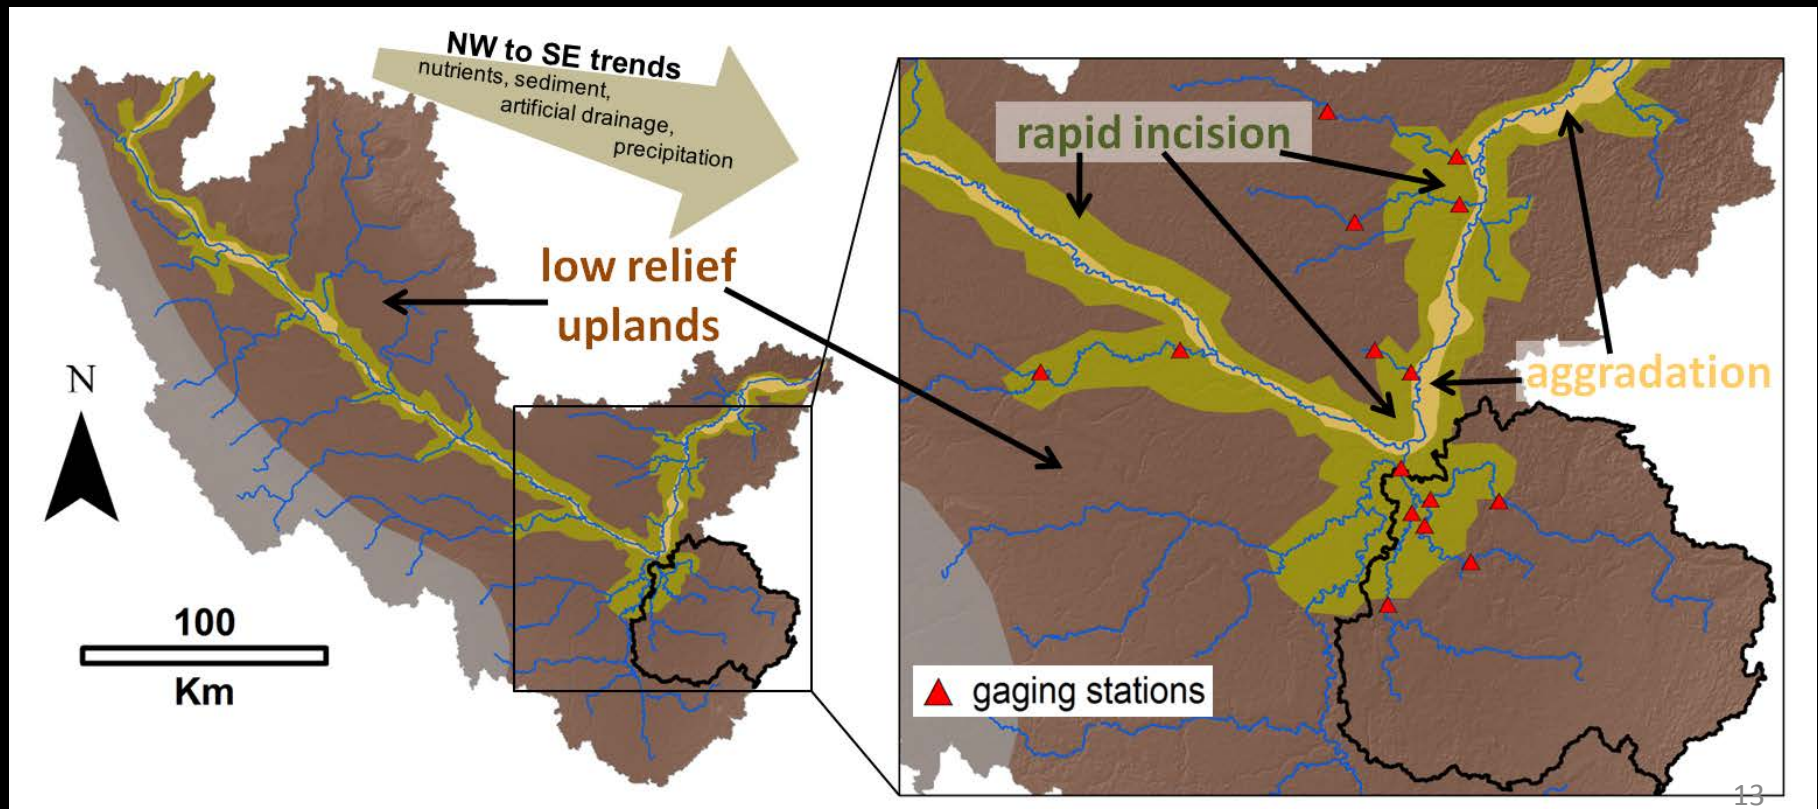 NW to SE trends
nutrients, sediment,
artificial drainage,
precipitation
low relief
uplands
N
100
Km
rapid incision
aggradation
gaging stations
13